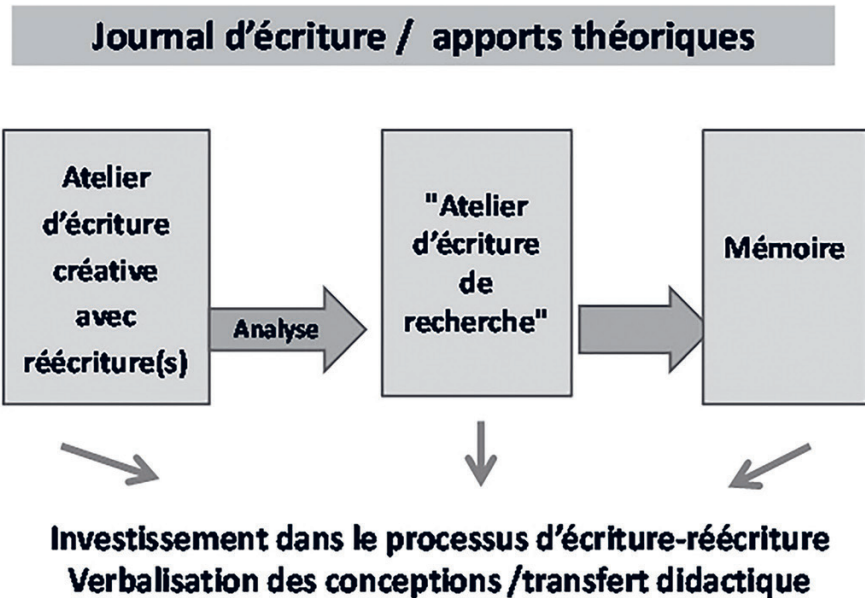 Journal d'écriture / apports théoriques
Atelier
d'écriture
créative
avec
réécriture(s)
Analyse
"Atelier
d'écriture
de
recherche"
Mémoire
Investissement dans le processus d'écriture-réécriture
Verbalisation des conceptions /transfert didactique